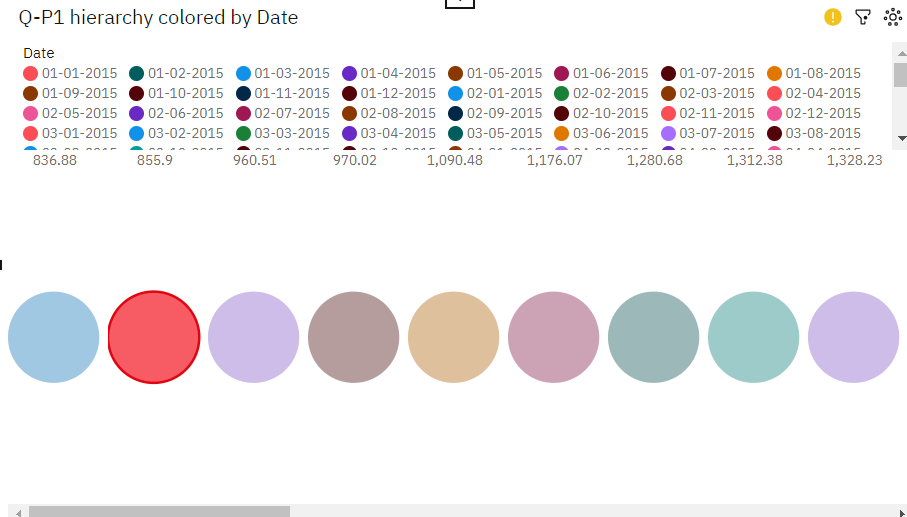 Q-P1 hierarchy colored by Date
Date
01-01-2015 01-02-2015 01-03-2015 01-04-2015 01-05-2015 01-06-2015 01-07-2015 01-08-2015
01-09-2015 01-10-2015 01-11-2015 01-12-2015 02-01-2015 02-02-2015 02-03-2015 02-04-2015
02-05-2015 02-06-2015 02-07-2015 02-08-2015 02-09-2015 02-10-2015 02-11-2015 02-12-2015
03-01-2015 03-02-2015 03-03-2015 03-04-2015 03-05-2015 03-06-2015 03-07-2015 03-08-2015
836.88 855.9 960.51 970.02 1,090.48 1,176.07 1,280.68 1,312.38 1,328.23